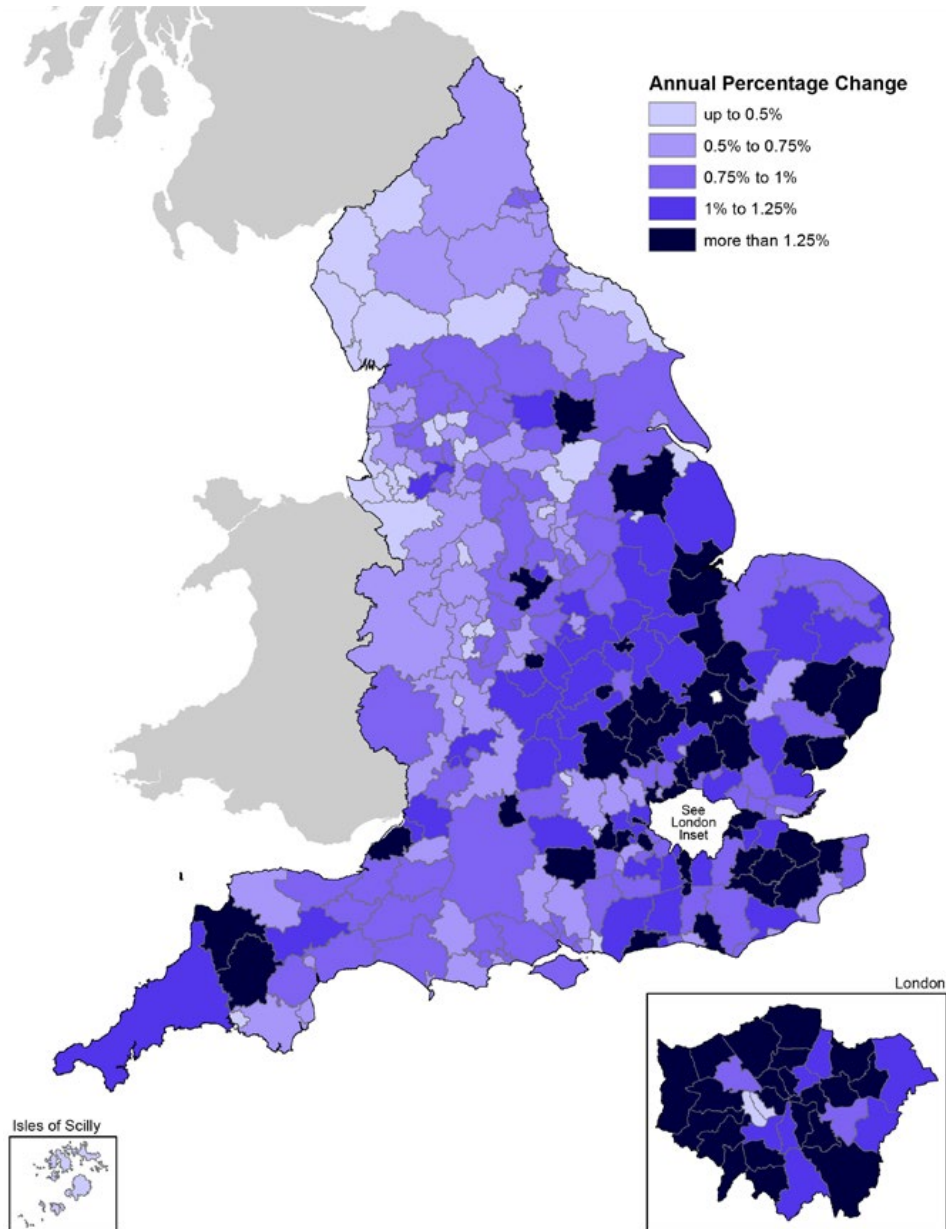 Annual Percentage Change
up to 0.5%
0.5% to 0.75%
0.75% to 1%
1% to 1.25%
more than 1.25%
See
London
Inset
London
Isles of Scilly